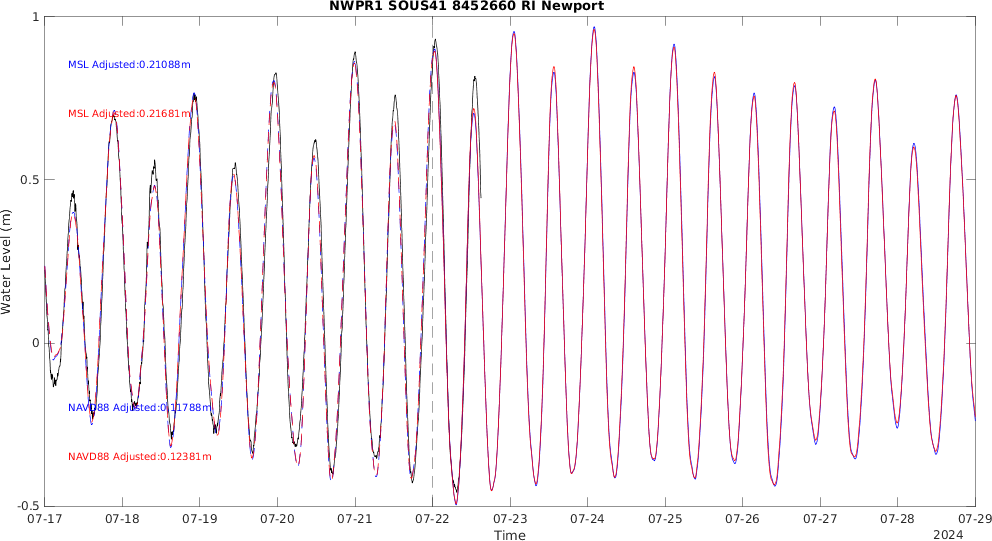 NWPR1 SOUS41 8452660 RI Newport
1
MSL Adjusted:0.21088m
MSL Adjusted:0.21681m
0.5
Water Level (m)
0
NAVD88 Adjusted:0.11788m
NAVD88 Adjusted:0.12381m
-0.5
07-17 07-18 07-19 07-20 07-21 07-22 07-23 07-24 07-25 07-26 07-27 07-28 07-29
Time
2024